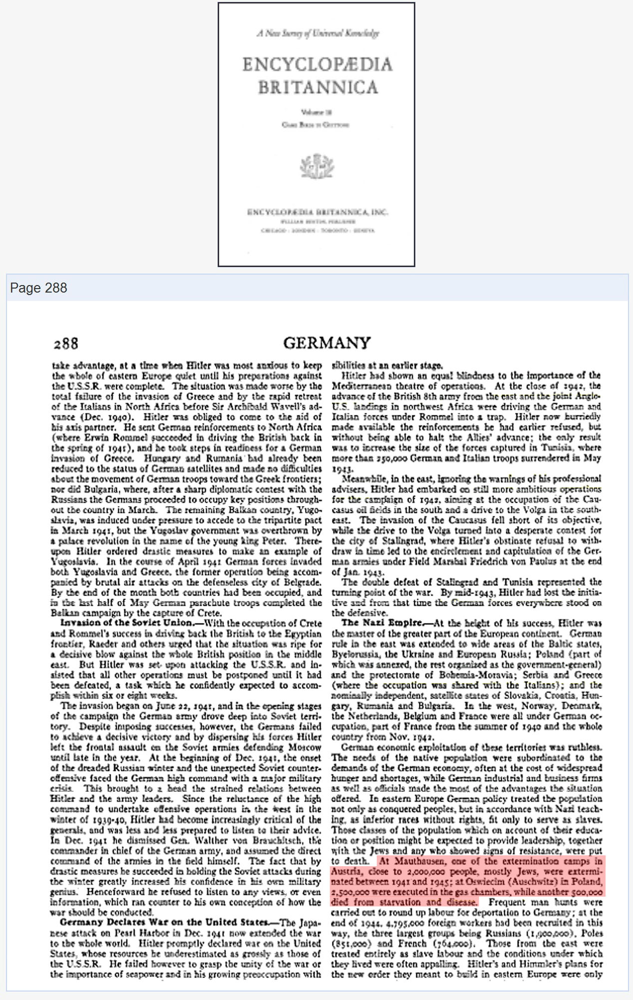 A New Survey of Universal Knowledge
ENCYCLOPÆDIA
BRITANNICA
Volume 10
Game Birds to Guttone
17 68
ENCYCLOPÆDIA BRITANNICA, INC.
WILLIAM BENTON, PUBLISHER
CHICAGO · LONDON · TORONTO · GENEVA
Page 288
288
GERMANY
take advantage, at a time when Hitler was most anxious to keep
the whole of eastern Europe quiet until his preparations against
the U.S.S.R. were complete. The situation was made worse by the
total failure of the invasion of Greece and by the rapid retreat
of the Italians in North Africa before Sir Archibald Wavell's ad-
vance (Dec. 1940). Hitler was obliged to come to the aid of
his axis partner. He sent German reinforcements to North Africa
(where Erwin Rommel succeeded in driving the British back in
the spring of 1941), and he took steps in readiness for a German
invasion of Greece. Hungary and Rumania had already been
reduced to the status of German satellites and made no difficulties
about the movement of German troops toward the Greek frontiers;
nor did Bulgaria, where, after a sharp diplomatic contest with the
Russians the Germans proceeded to occupy key positions through-
out the country in March. The remaining Balkan country, Yugo-
slavia, was induced under pressure to accede to the tripartite pact
in March 1941, but the Yugoslav government was overthrown by
a palace revolution in the name of the young king Peter. There-
upon Hitler ordered drastic measures to make an example of
Yugoslavia. In the course of April 1941 German forces invaded
both Yugoslavia and Greece, the former operation being accom-
panied by brutal air attacks on the defenseless city of Belgrade.
By the end of the month both countries had been occupied, and
in the last half of May German parachute troops completed the
Balkan campaign by the capture of Crete.
Invasion of the Soviet Union.—With the occupation of Crete
and Rommel's success in driving back the British to the Egyptian
frontier, Raeder and others urged that the situation was ripe for
a decisive blow against the whole British position in the middle
east. But Hitler was set upon attacking the U.S.S.R. and in-
sisted that all other operations must be postponed until it had
been defeated, a task which he confidently expected to accom-
plish within six or eight weeks.
The invasion began on June 22, 1941, and in the opening stages
of the campaign the German army drove deep into Soviet terri-
tory. Despite imposing successes, however, the Germans failed
to achieve a decisive victory and by dispersing his forces Hitler
left the frontal assault on the Soviet armies defending Moscow
until late in the year. At the beginning of Dec. 1941, the onset
of the dreaded Russian winter and the unexpected Soviet counter-
offensive faced the German high command with a major military
crisis. This brought to a head the strained relations between
Hitler and the army leaders. Since the reluctance of the high
command to undertake offensive operations in the west in the
winter of 1939-40, Hitler had become increasingly critical of the
generals, and was less and less prepared to listen to their advice.
In Dec. 1941 he dismissed Gen. Walther von Brauchitsch, the
commander in chief of the German army, and assumed the direct
command of the armies in the field himself. The fact that by
drastic measures he succeeded in holding the Soviet attacks during
the winter greatly increased his confidence in his own military
genius. Henceforward he refused to listen to any views, or even
information, which ran counter to his own conception of how the
war should be conducted.
Germany Declares War on the United States.—The Japa-
nese attack on Pearl Harbor in Dec. 1941 now extended the war
to the whole world. Hitler promptly declared war on the United
States, whose resources he underestimated as grossly as those of
the U.S.S.R. He failed however to grasp the unity of the war or
the importance of seapower and in his growing preoccupation with
sibilities at an earlier stage.
Hitler had shown an equal blindness to the importance of the
Mediterranean theatre of operations. At the close of 1942, the
advance of the British 8th army from the east and the joint Anglo-
U.S. landings in northwest Africa were driving the German and
Italian forces under Rommel into a trap. Hitler now hurriedly
made available the reinforcements he had earlier refused, but
without being able to halt the Allies' advance; the only result
was to increase the size of the forces captured in Tunisia, where
more than 250,000 German and Italian troops surrendered in May
1943.
Meanwhile, in the east, ignoring the warnings of his professional
advisers, Hitler had embarked on still more ambitious operations
for the campaign of 1942, aiming at the occupation of the Cau-
casus oil fields in the south and a drive to the Volga in the south-
east. The invasion of the Caucasus fell short of its objective,
while the drive to the Volga turned into a desperate contest for
the city of Stalingrad, where Hitler's obstinate refusal to with-
draw in time led to the encirclement and capitulation of the Ger-
man armies under Field Marshal Friedrich von Paulus at the end
of Jan. 1943.
The double defeat of Stalingrad and Tunisia represented the
turning point of the war. By mid-1943, Hitler had lost the initia-
tive and from that time the German forces everywhere stood on
the defensive.
The Nazi Empire.—At the height of his success, Hitler was
the master of the greater part of the European continent. German
rule in the east was extended to wide areas of the Baltic states,
Byelorussia, the Ukraine and European Russia; Poland (part of
which was annexed, the rest organized as the government-general)
and the protectorate of Bohemia-Moravia; Serbia and Greece
(where the occupation was shared with the Italians); and the
nominally independent, satellite states of Slovakia, Croatia, Hun-
gary, Rumania and Bulgaria. In the west, Norway, Denmark,
the Netherlands, Belgium and France were all under German oc-
cupation, part of France from the summer of 1940 and the whole
country from Nov. 1942.
German economic exploitation of these territories was ruthless.
The needs of the native population were subordinated to the
demands of the German economy, often at the cost of widespread
hunger and shortages, while German industrial and business firms
as well as officials made the most of the advantages the situation
offered. In eastern Europe German policy treated the population
not only as conquered peoples, but in accordance with Nazi teach-
ing, as inferior races without rights, fit only to serve as slaves.
Those classes of the population which on account of their educa-
tion or position might be expected to provide leadership, together
with the Jews and any who showed signs of resistance, were put
to death. At Mauthausen, one of the extermination camps in
Austria, close to 2,000,000 people, mostly Jews, were extermi-
nated between 1941 and 1945; at Oswiecim (Auschwitz) in Poland,
2,500,000 were executed in the gas chambers, while another 500,000
died from starvation and disease. Frequent man hunts were
carried out to round up labour for deportation to Germany; at the
end of 1944, 4,795,000 foreign workers had been recruited in this
way, the three largest groups being Russians (1,900,000), Poles
(851,000) and French (764,000). Those from the east were
treated entirely as slave labour and the conditions under which
they lived were often appalling. Hitler's and Himmler's plans for
the new order they meant to build in eastern Europe were only